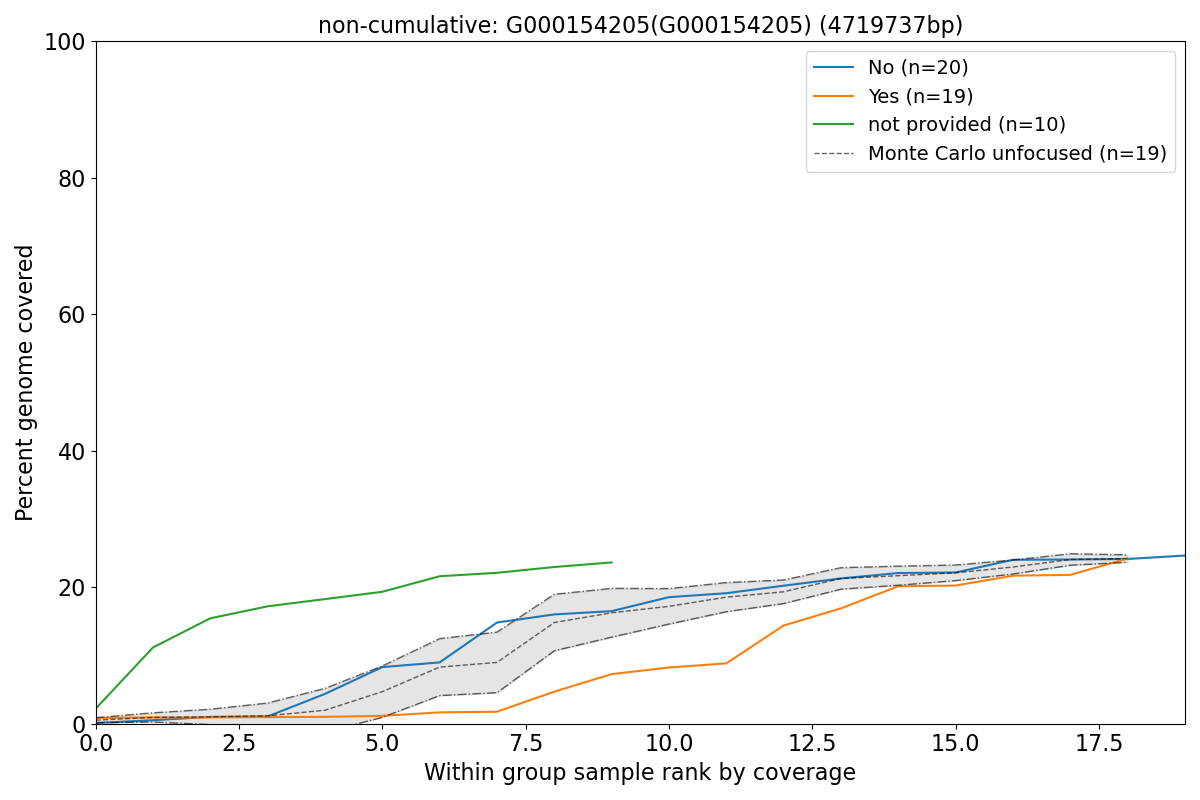 non-cumulative: G000154205(G000154205) (4719737bp)
No (n=20)
Yes (n=19)
not provided (n=10)
Monte Carlo unfocused (n=19)
Percent genome covered
100
80
60
40
20
0
0.0 2.5 5.0 7.5 10.0 12.5 15.0 17.5
Within group sample rank by coverage